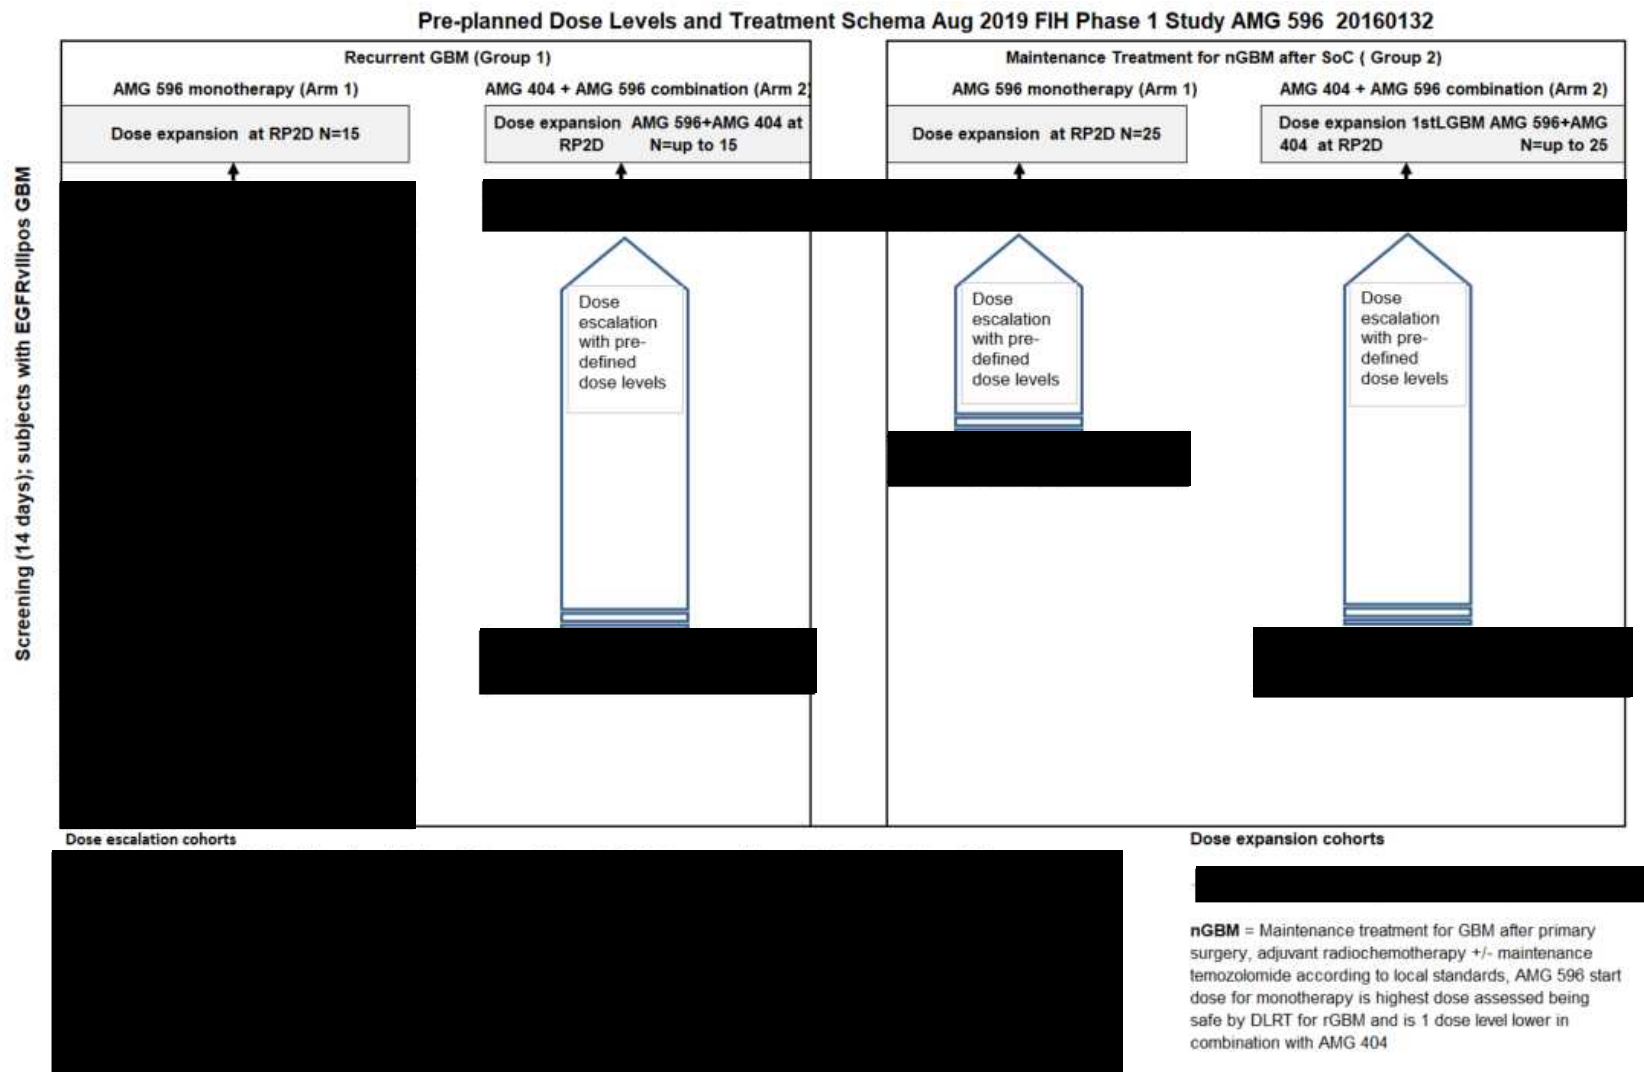 Pre-planned Dose Levels and Treatment Schema Aug 2019 FIH Phase 1 Study AMG 596 20160132
Screening (14 days); subjects with EGFRvIIIpos GBM
Recurrent GBM (Group 1)
AMG 596 monotherapy (Arm 1)
Dose expansion at RP2D N=15
AMG 404 + AMG 596 combination (Arm 2)
Dose expansion AMG 596+AMG 404 at
RP2D N=up to 15
Dose
escalation
with pre-
defined
dose levels
Maintenance Treatment for nGBM after SoC ( Group 2)
AMG 596 monotherapy (Arm 1)
Dose expansion at RP2D N=25
Dose
escalation
with pre-
defined
dose levels
AMG 404 + AMG 596 combination (Arm 2)
Dose expansion 1stLGBM AMG 596+AMG
404 at RP2D N=up to 25
Dose
escalation
with pre-
defined
dose levels
Dose escalation cohorts
Dose expansion cohorts
nGBM = Maintenance treatment for GBM after primary
surgery, adjuvant radiochemotherapy +/- maintenance
temozolomide according to local standards, AMG 596 start
dose for monotherapy is highest dose assessed being
safe by DLRT for rGBM and is 1 dose level lower in
combination with AMG 404